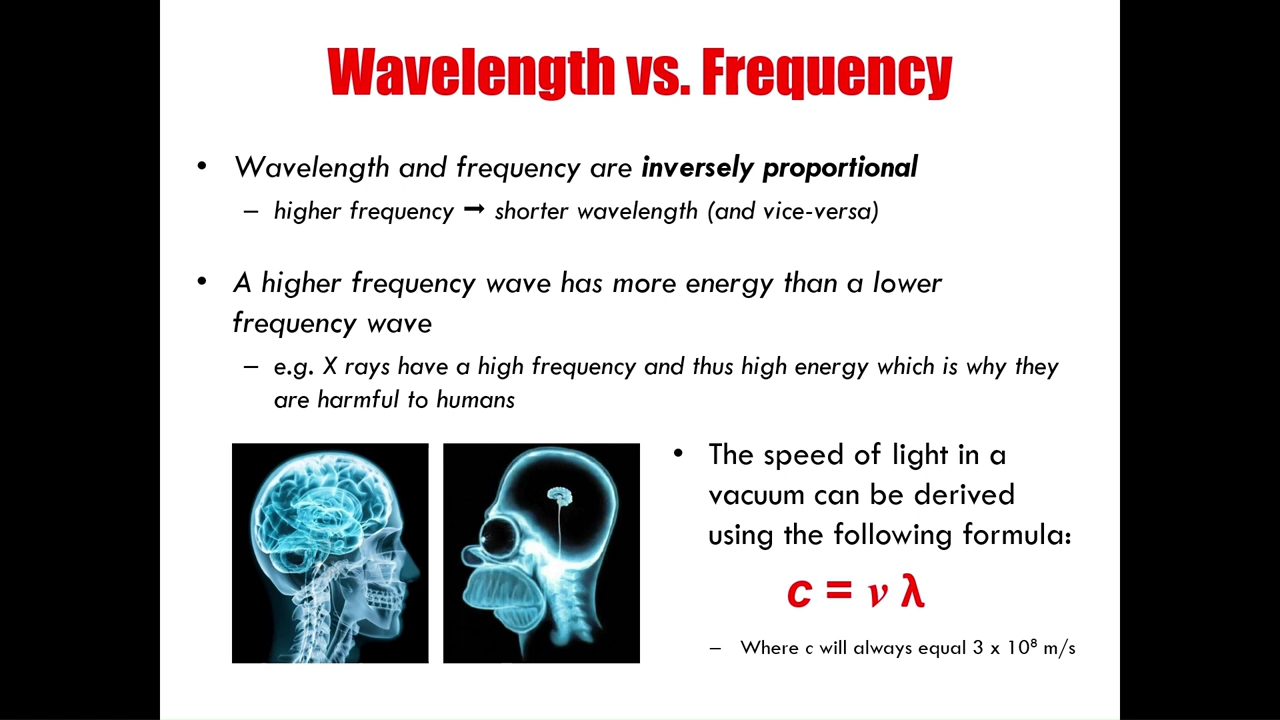 Wavelength vs. Frequency
• Wavelength and frequency are inversely proportional
– higher frequency ➞ shorter wavelength (and vice-versa)
• A higher frequency wave has more energy than a lower
frequency wave
– e.g. X rays have a high frequency and thus high energy which is why they
are harmful to humans
• The speed of light in a
vacuum can be derived
using the following formula:
c = ν λ
– Where c will always equal 3 x 10⁸ m/s